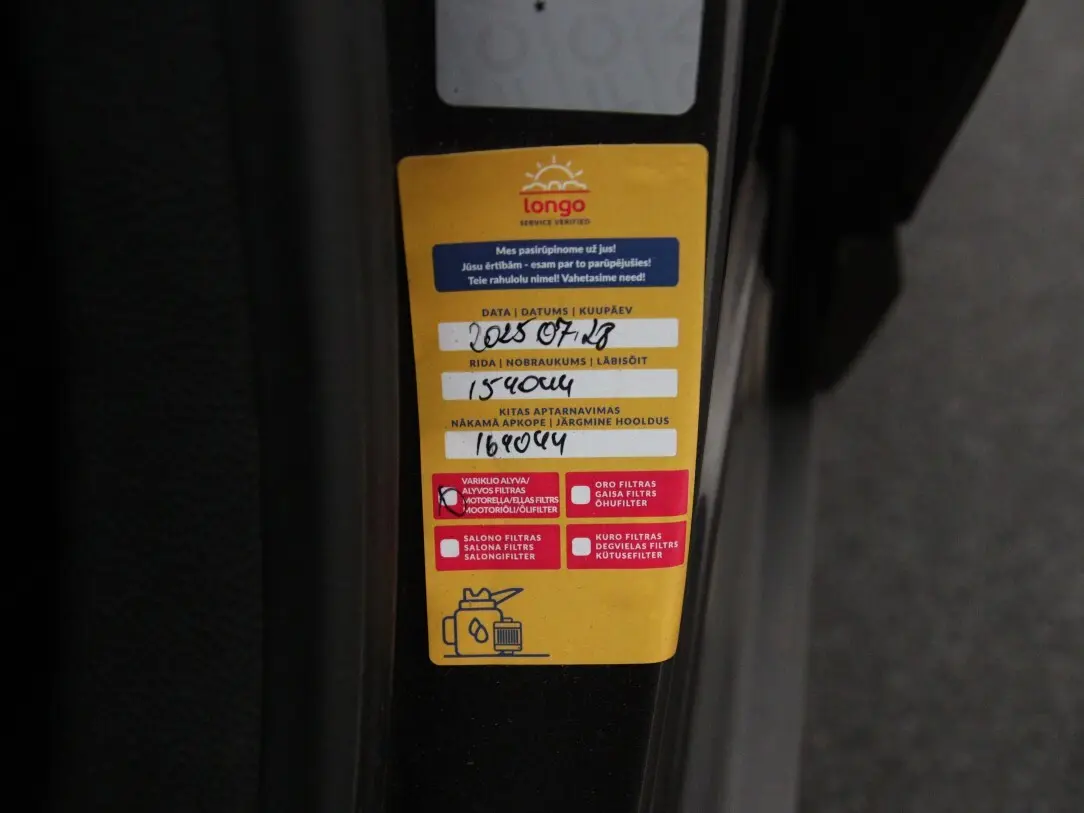 longo
SERVICE VERIFIED
Mes pasirūpinome už jus!
Jūsu ērtībām - esam par to parūpējušies!
Teie rahulolu nimel! Vahetasime need!
DATA | DATUMS | KUUPÄEV
2025 07.28
RIDA | NOBRAUKUMS | LÄBISÕIT
154044
KITAS APTARNAVIMAS
NĀKAMĀ APKOPE | JÄRGMINE HOOLDUS
164044
VARIKLIO ALYVA/
ALYVOS FILTRAS
MOTOREĻĻA/EĻĻAS FILTRS
MOOTORIÕLI/ÕLIFILTER
ORO FILTRAS
GAISA FILTRS
ÕHUFILTER
SALONO FILTRAS
SALONA FILTRS
SALONGIFILTER
KURO FILTRAS
DEGVIELAS FILTRS
KÜTUSEFILTER